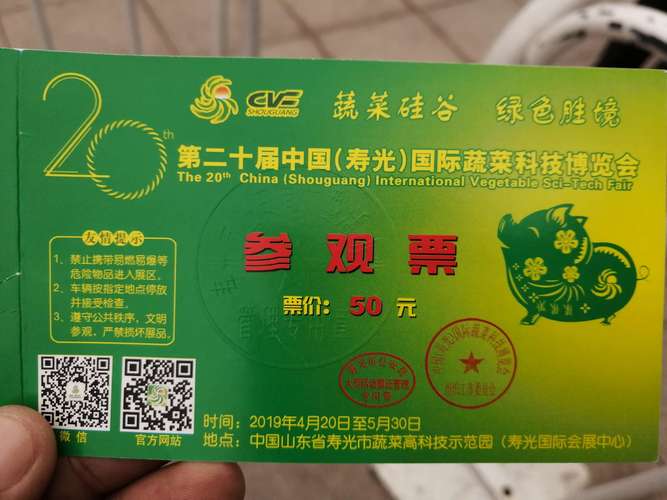 20th
CVF
SHOUGUANG
蔬菜硅谷 绿色胜境
第二十届中国(寿光)国际蔬菜科技博览会
The 20th China (Shouguang) International Vegetable Sci-Tech Fair
参观票
票价: 50 元
友情提示
1、禁止携带易燃易爆等
危险物品进入展区。
2、车辆按指定地点停放
并接受检查。
3、遵守公共秩序，文明
参观，严禁损坏展品。
微信
官方网站
时间：2019年4月20日至5月30日
地点：中国山东省寿光市蔬菜高科技示范园（寿光国际会展中心）